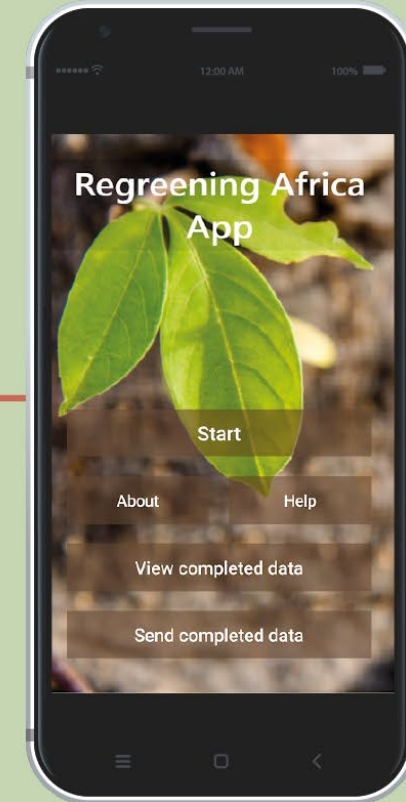 12:00 AM
100%
Regreening Africa
App
Start
About
Help
View completed data
Send completed data